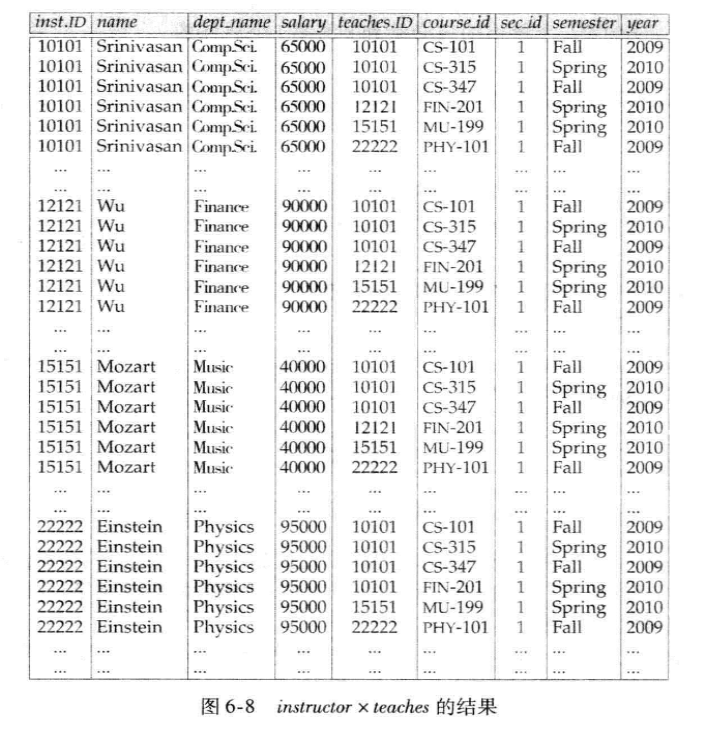 inst.ID name dept_name salary teaches.ID course_id sec_id semester year
10101 Srinivasan Comp.Sci. 65000 10101 CS-101 1 Fall 2009
10101 Srinivasan Comp.Sci. 65000 10101 CS-315 1 Spring 2010
10101 Srinivasan Comp.Sci. 65000 10101 CS-347 1 Fall 2009
10101 Srinivasan Comp.Sci. 65000 12121 FIN-201 1 Spring 2010
10101 Srinivasan Comp.Sci. 65000 15151 MU-199 1 Spring 2010
10101 Srinivasan Comp.Sci. 65000 22222 PHY-101 1 Fall 2009
... ... ... ... ... ... ... ... ...
... ... ... ... ... ... ... ... ...
12121 Wu Finance 90000 10101 CS-101 1 Fall 2009
12121 Wu Finance 90000 10101 CS-315 1 Spring 2010
12121 Wu Finance 90000 10101 CS-347 1 Fall 2009
12121 Wu Finance 90000 12121 FIN-201 1 Spring 2010
12121 Wu Finance 90000 15151 MU-199 1 Spring 2010
12121 Wu Finance 90000 22222 PHY-101 1 Fall 2009
... ... ... ... ... ... ... ... ...
... ... ... ... ... ... ... ... ...
15151 Mozart Music 40000 10101 CS-101 1 Fall 2009
15151 Mozart Music 40000 10101 CS-315 1 Spring 2010
15151 Mozart Music 40000 10101 CS-347 1 Fall 2009
15151 Mozart Music 40000 12121 FIN-201 1 Spring 2010
15151 Mozart Music 40000 15151 MU-199 1 Spring 2010
15151 Mozart Music 40000 22222 PHY-101 1 Fall 2009
... ... ... ... ... ... ... ... ...
... ... ... ... ... ... ... ... ...
22222 Einstein Physics 95000 10101 CS-101 1 Fall 2009
22222 Einstein Physics 95000 10101 CS-315 1 Spring 2010
22222 Einstein Physics 95000 10101 CS-347 1 Fall 2009
22222 Einstein Physics 95000 10101 FIN-201 1 Spring 2010
22222 Einstein Physics 95000 15151 MU-199 1 Spring 2010
22222 Einstein Physics 95000 22222 PHY-101 1 Fall 2009
... ... ... ... ... ... ... ... ...
... ... ... ... ... ... ... ... ...
图 6-8 instructor × teaches 的结果